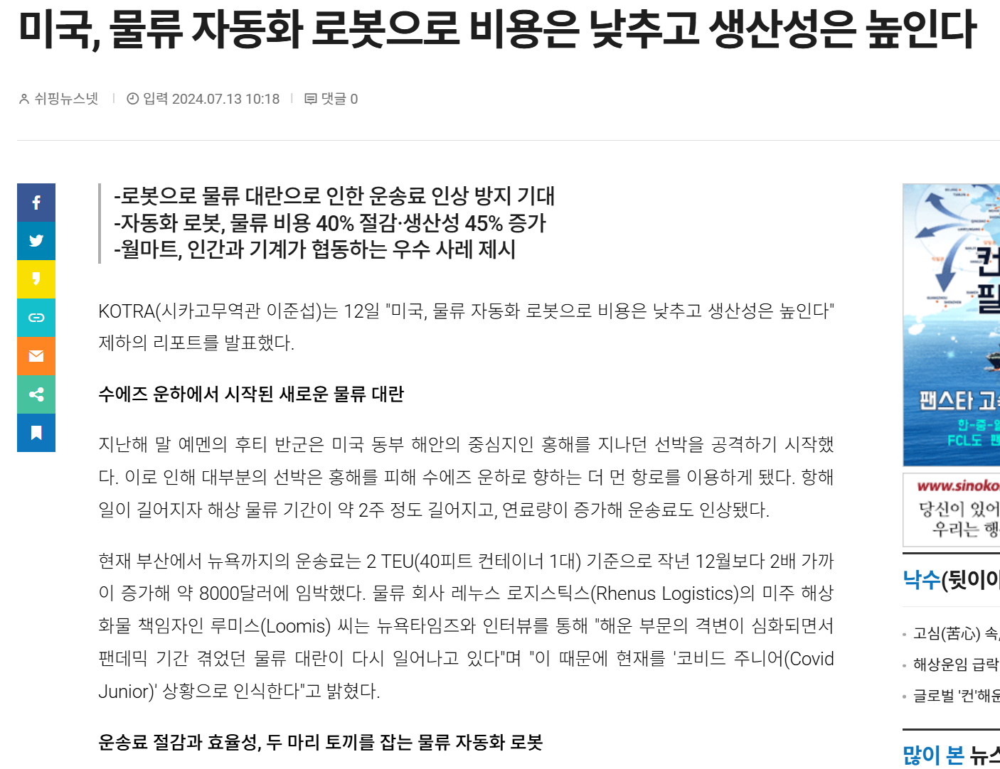 미국, 물류 자동화 로봇으로 비용은 낮추고 생산성은 높인다
쉬핑뉴스넷 입력 2024.07.13 10:18 댓글 0
-로봇으로 물류 대란으로 인한 운송료 인상 방지 기대
-자동화 로봇, 물류 비용 40% 절감·생산성 45% 증가
-월마트, 인간과 기계가 협동하는 우수 사례 제시
KOTRA(시카고무역관 이준섭)는 12일 "미국, 물류 자동화 로봇으로 비용은 낮추고 생산성은 높인다"
제하의 리포트를 발표했다.
수에즈 운하에서 시작된 새로운 물류 대란
지난해 말 예멘의 후티 반군은 미국 동부 해안의 중심지인 홍해를 지나던 선박을 공격하기 시작했
다. 이로 인해 대부분의 선박은 홍해를 피해 수에즈 운하로 향하는 더 먼 항로를 이용하게 됐다. 항해
일이 길어지자 해상 물류 기간이 약 2주 정도 길어지고, 연료량이 증가해 운송료도 인상됐다.
현재 부산에서 뉴욕까지의 운송료는 2 TEU(40피트 컨테이너 1대) 기준으로 작년 12월보다 2배 가까
이 증가해 약 8000달러에 임박했다. 물류 회사 레누스 로지스틱스(Rhenus Logistics)의 미주 해상
화물 책임자인 루미스(Loomis) 씨는 뉴욕타임즈와 인터뷰를 통해 "해운 부문의 격변이 심화되면서
팬데믹 기간 겪었던 물류 대란이 다시 일어나고 있다"며 "이 때문에 현재를 '코비드 주니어(Covid
Junior)' 상황으로 인식한다"고 밝혔다.
운송료 절감과 효율성, 두 마리 토끼를 잡는 물류 자동화 로봇
컨
필
팬스타 고속
한-중-일
FCL도 팬
www.sinoko
당신이 있어
우리는 행
낙수(뒷이야
고심(苦心) 속,
해상운임 급락
글로벌 '컨'해운
많이 본 뉴스